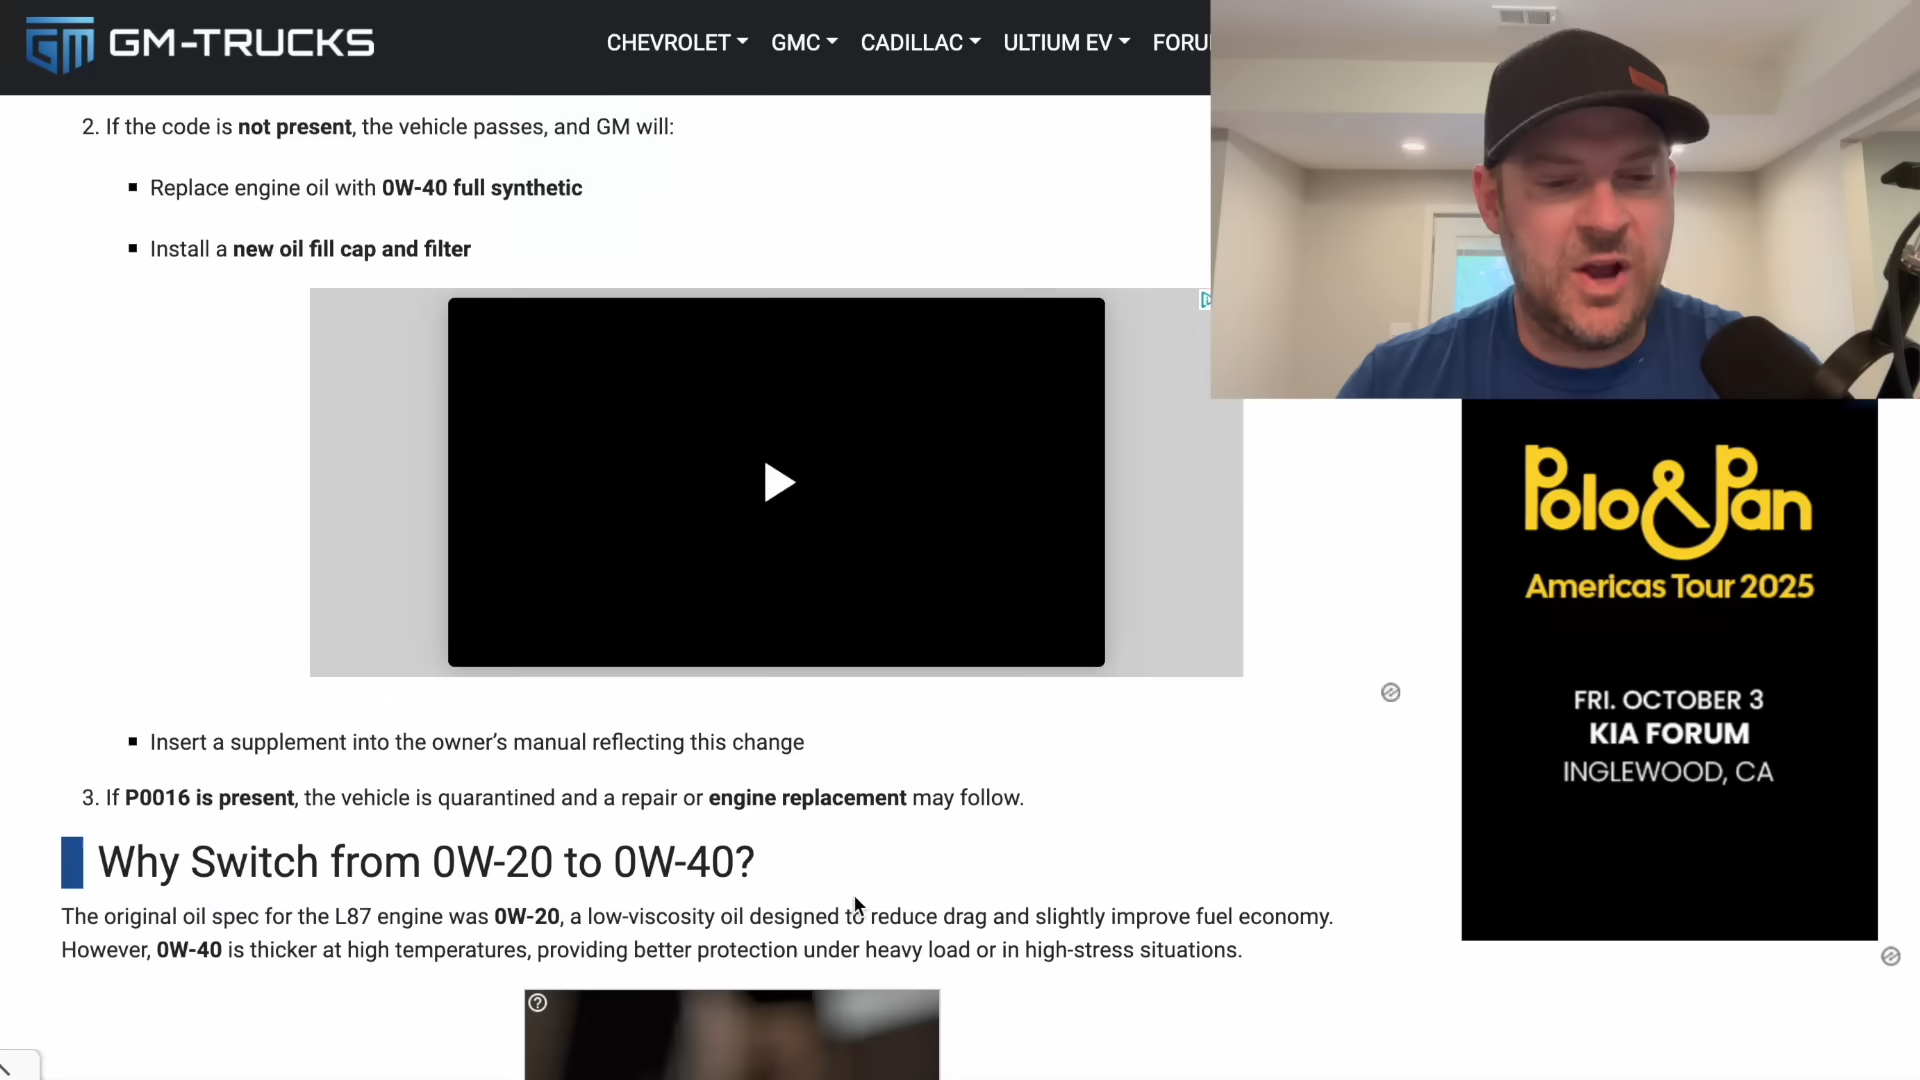 GM-TRUCKS
CHEVROLET GMC CADILLAC ULTIUM EV
2. If the code is not present, the vehicle passes, and GM will:
▪ Replace engine oil with 0W-40 full synthetic
▪ Install a new oil fill cap and filter
Polo & Pan
Americas Tour 2025
FRI. OCTOBER 3
KIA FORUM
INGLEWOOD, CA
▪ Insert a supplement into the owner’s manual reflecting this change
3. If P0016 is present, the vehicle is quarantined and a repair or engine replacement may follow.
Why Switch from 0W-20 to 0W-40?
The original oil spec for the L87 engine was 0W-20, a low-viscosity oil designed to reduce drag and slightly improve fuel economy.
However, 0W-40 is thicker at high temperatures, providing better protection under heavy load or in high-stress situations.